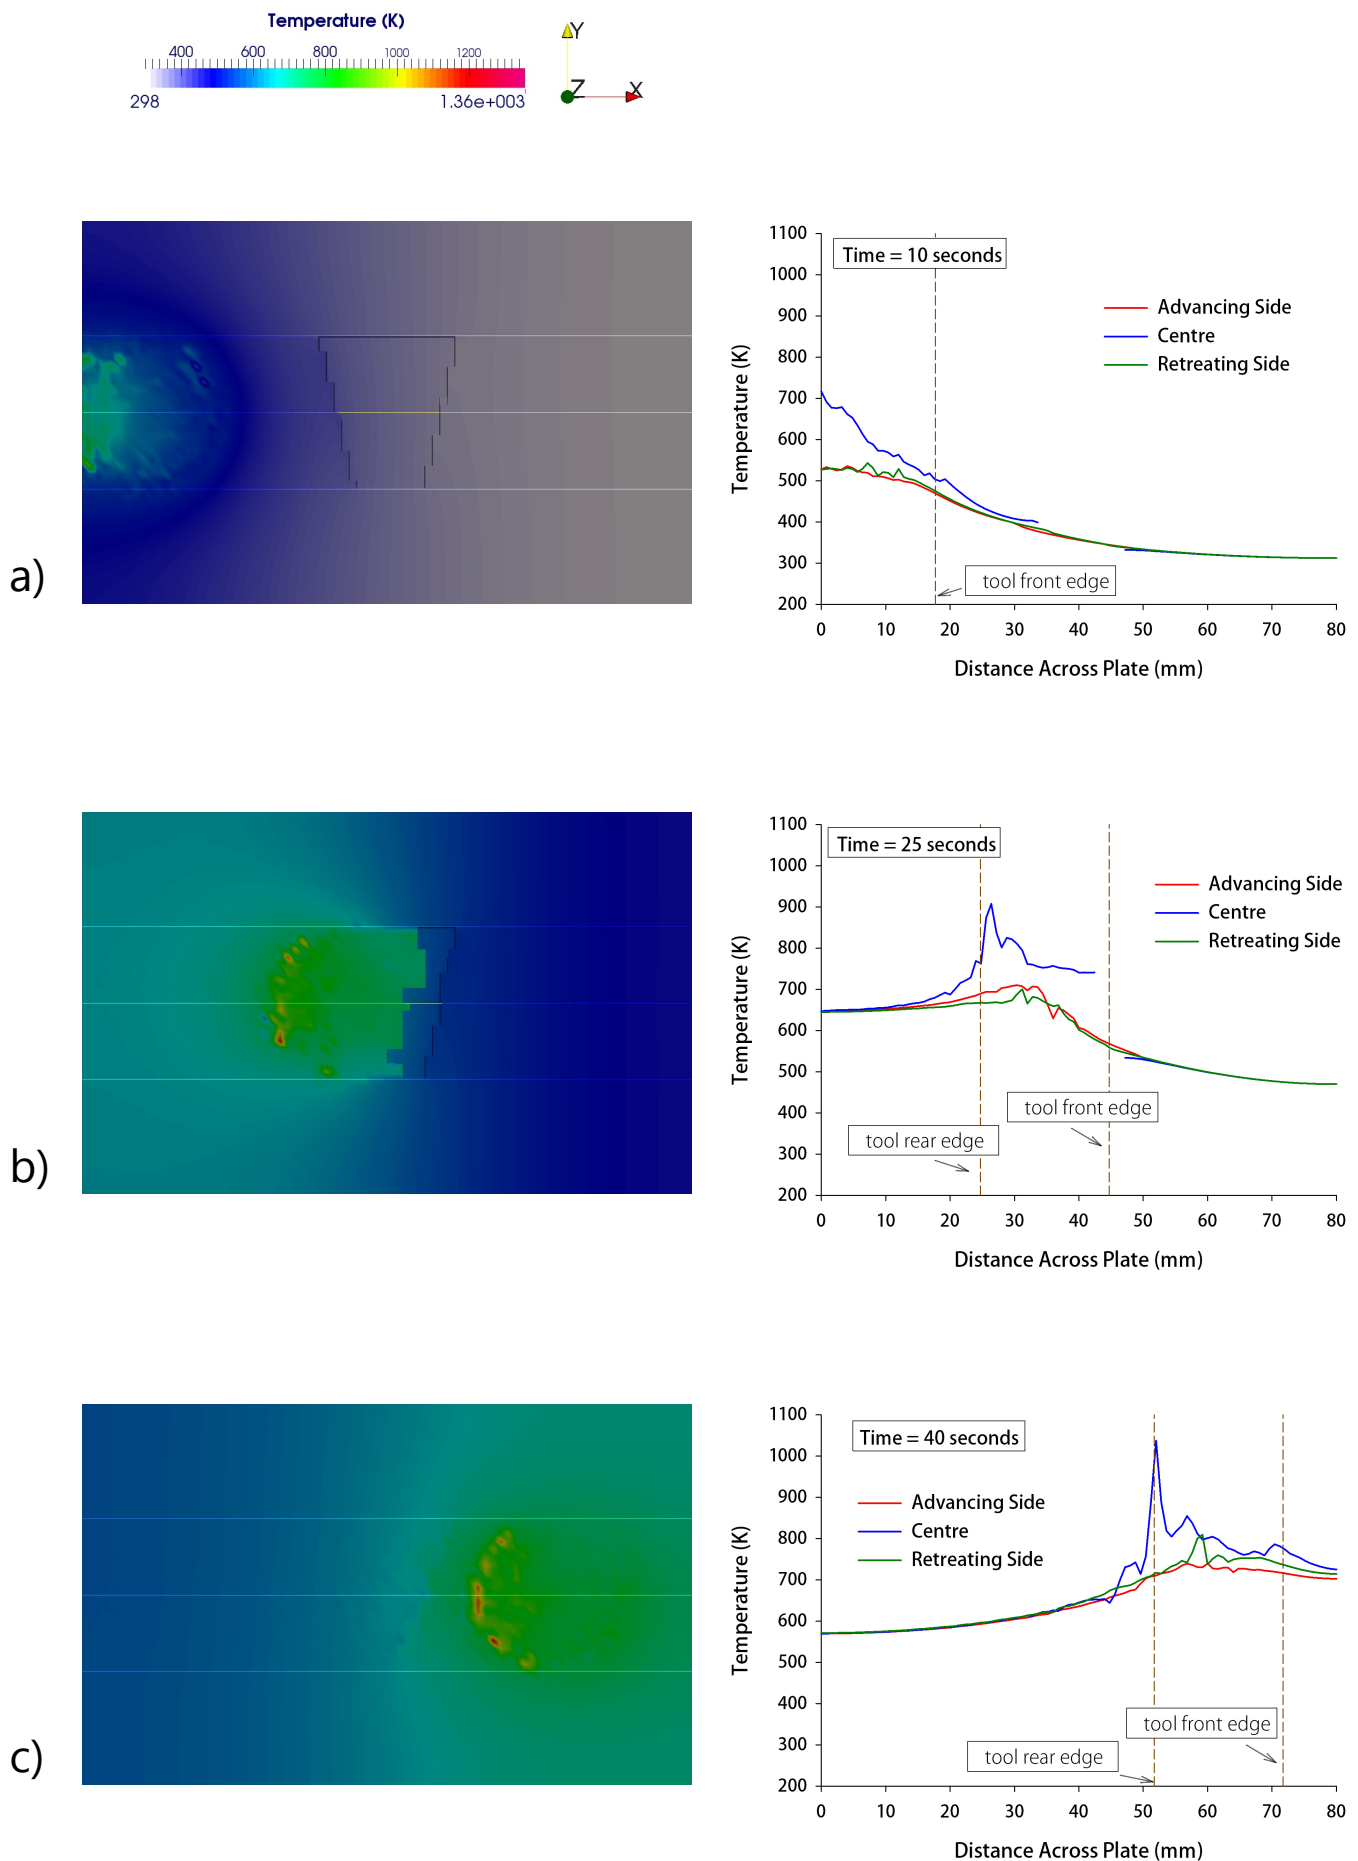 Temperature (K)
400 600 800 1000 1200
298 1.36e+003
Y
Z X
a)
1100
1000
900
800
700
600
500
400
300
200
0 10 20 30 40 50 60 70 80
Temperature (K)
Distance Across Plate (mm)
Time = 10 seconds
Advancing Side
Centre
Retreating Side
tool front edge
b)
1100
1000
900
800
700
600
500
400
300
200
0 10 20 30 40 50 60 70 80
Temperature (K)
Distance Across Plate (mm)
Time = 25 seconds
Advancing Side
Centre
Retreating Side
tool front edge
tool rear edge
c)
1100
1000
900
800
700
600
500
400
300
200
0 10 20 30 40 50 60 70 80
Temperature (K)
Distance Across Plate (mm)
Time = 40 seconds
Advancing Side
Centre
Retreating Side
tool front edge
tool rear edge